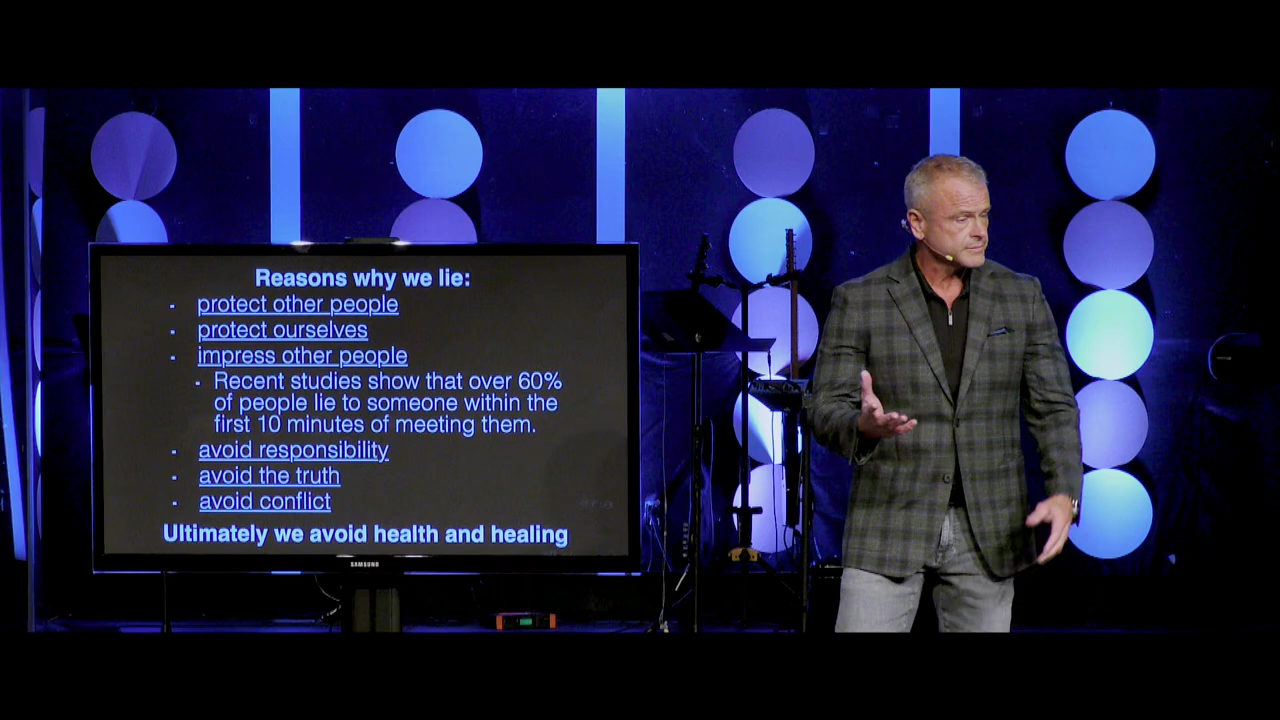 Reasons why we lie:
▪ protect other people
▪ protect ourselves
▪ impress other people
▪ Recent studies show that over 60%
of people lie to someone within the
first 10 minutes of meeting them.
▪ avoid responsibility
▪ avoid the truth
▪ avoid conflict
Ultimately we avoid health and healing
SAMSUNG